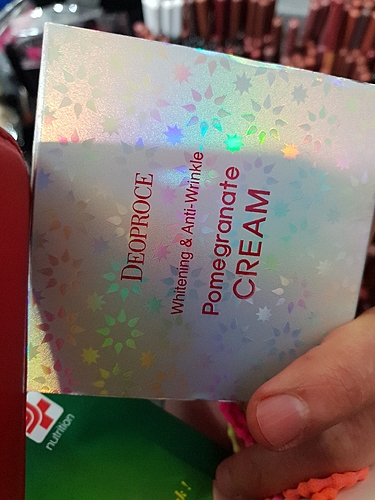 DEOPROCE
Whitening & Anti-Wrinkle
Pomegranate
CREAM
nutrition